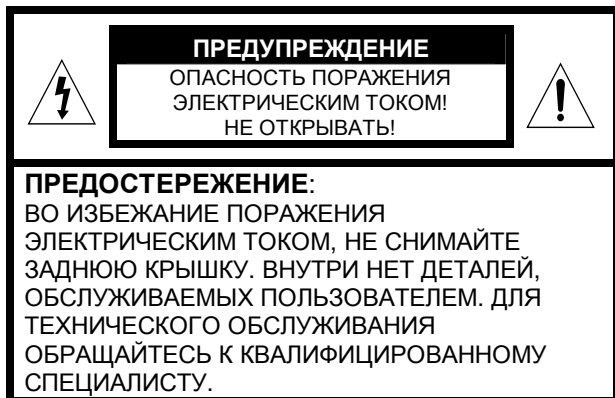 ПРЕДУПРЕЖДЕНИЕ
ОПАСНОСТЬ ПОРАЖЕНИЯ
ЭЛЕКТРИЧЕСКИМ ТОКОМ!
НЕ ОТКРЫВАТЬ!
ПРЕДОСТЕРЕЖЕНИЕ:
ВО ИЗБЕЖАНИЕ ПОРАЖЕНИЯ
ЭЛЕКТРИЧЕСКИМ ТОКОМ, НЕ СНИМАЙТЕ
ЗАДНЮЮ КРЫШКУ. ВНУТРИ НЕТ ДЕТАЛЕЙ,
ОБСЛУЖИВАЕМЫХ ПОЛЬЗОВАТЕЛЕМ. ДЛЯ
ТЕХНИЧЕСКОГО ОБСЛУЖИВАНИЯ
ОБРАЩАЙТЕСЬ К КВАЛИФИЦИРОВАННОМУ
СПЕЦИАЛИСТУ.